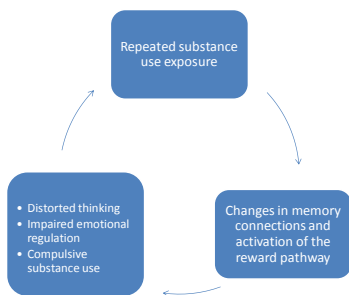 Repeated substance
use exposure
Changes in memory
connections and
activation of the
reward pathway
• Distorted thinking
• Impaired emotional
regulation
• Compulsive
substance use